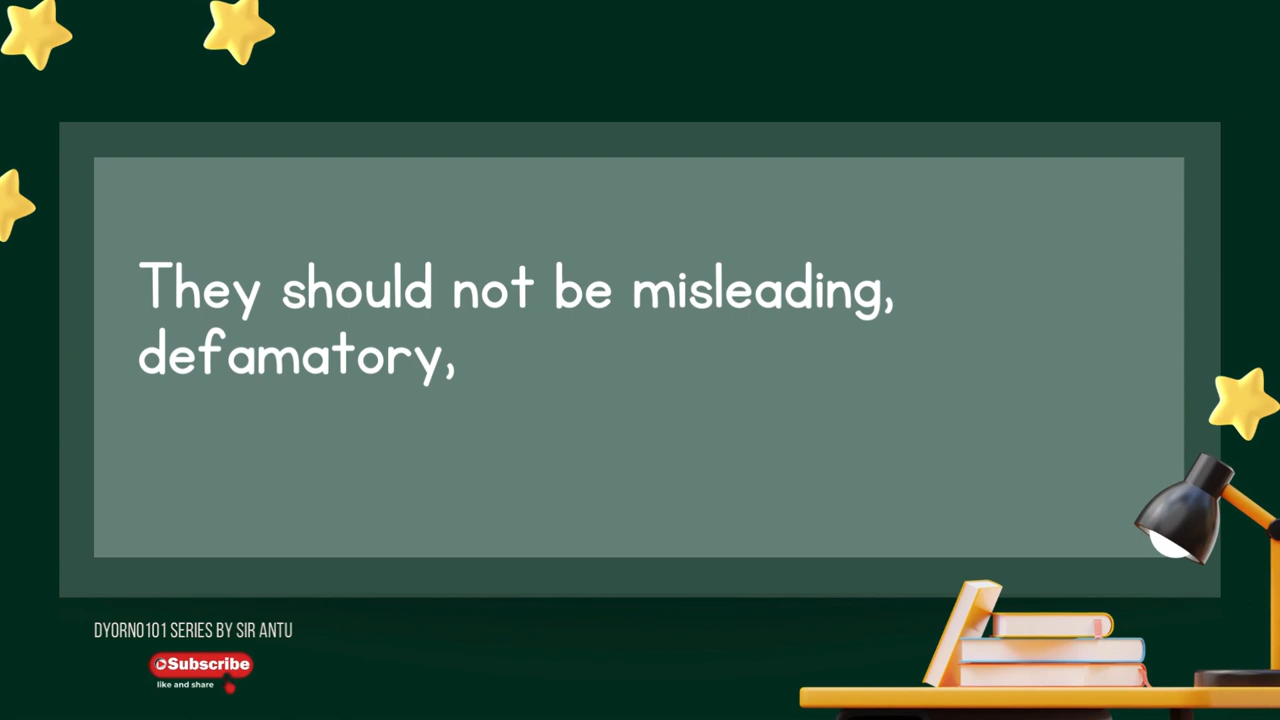 They should not be misleading,
defamatory,
DYORNO101 SERIES BY SIR ANTU
Subscribe
like and share